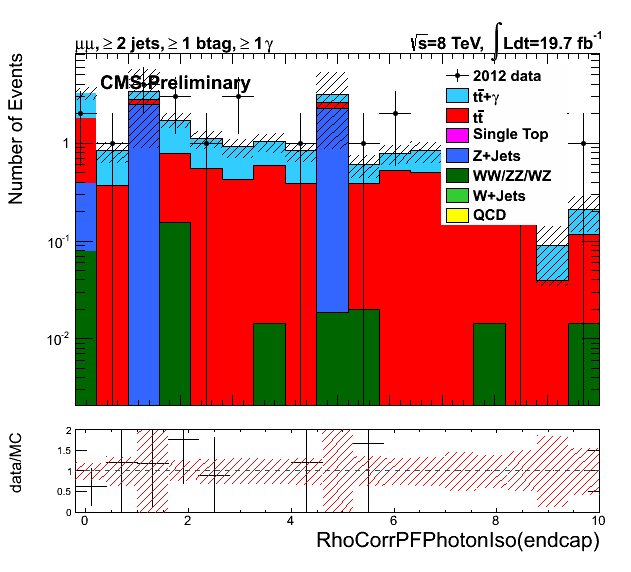 μμ, ≥ 2 jets, ≥ 1 btag, ≥ 1 γ
√s=8 TeV, ∫Ldt=19.7 fb⁻¹
CMS Preliminary
2012 data
tt̄+γ
tt̄
Single Top
Z+Jets
WW/ZZ/WZ
W+Jets
QCD
Number of Events
1
10⁻¹
10⁻²
data/MC
2
1.5
1
0.5
0
0 2 4 6 8 10
RhoCorrPFPhotonIso(endcap)